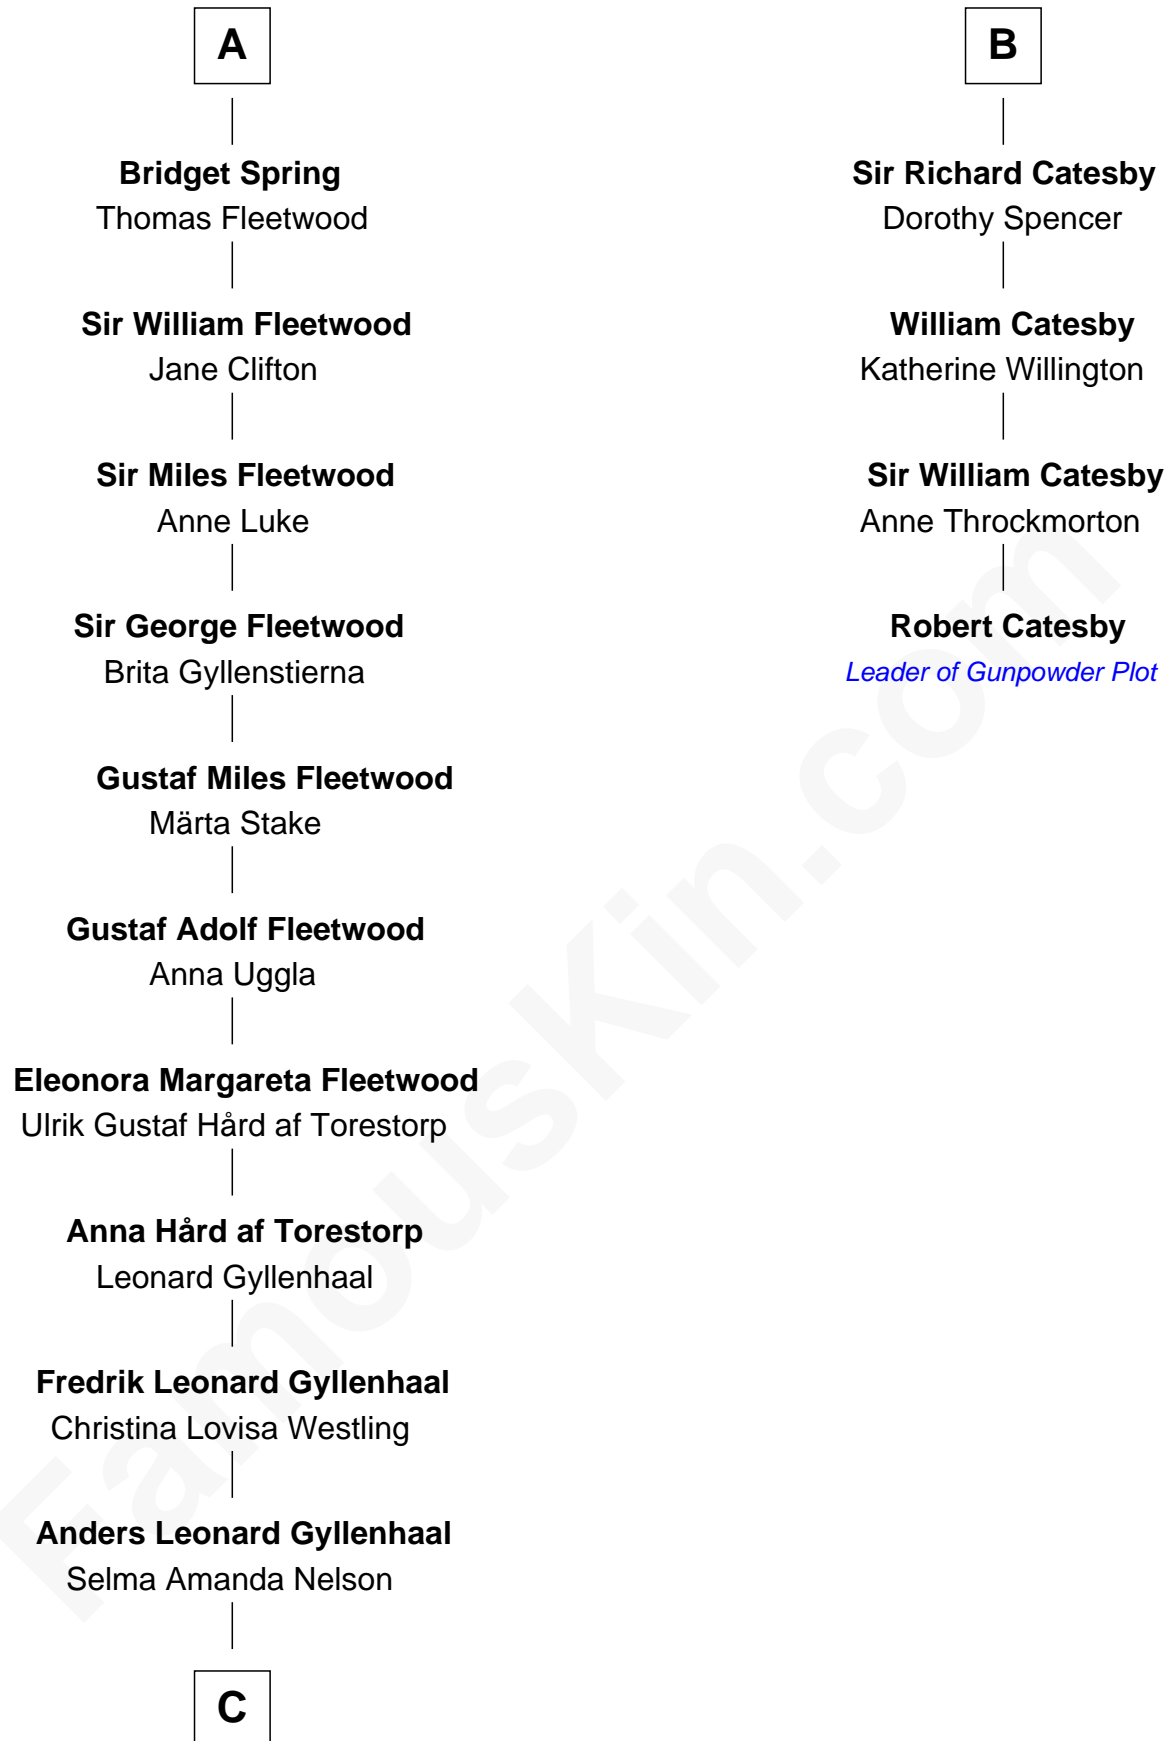 A
Bridget Spring
Thomas Fleetwood
Sir William Fleetwood
Jane Clifton
Sir Miles Fleetwood
Anne Luke
Sir George Fleetwood
Brita Gyllenstierna
Gustaf Miles Fleetwood
Märta Stake
Gustaf Adolf Fleetwood
Anna Uggla
Eleonora Margareta Fleetwood
Ulrik Gustaf Hård af Torestorp
Anna Hård af Torestorp
Leonard Gyllenhaal
Fredrik Leonard Gyllenhaal
Christina Lovisa Westling
Anders Leonard Gyllenhaal
Selma Amanda Nelson
C
B
Sir Richard Catesby
Dorothy Spencer
William Catesby
Katherine Willington
Sir William Catesby
Anne Throckmorton
Robert Catesby
Leader of Gunpowder Plot
FamousKin.com